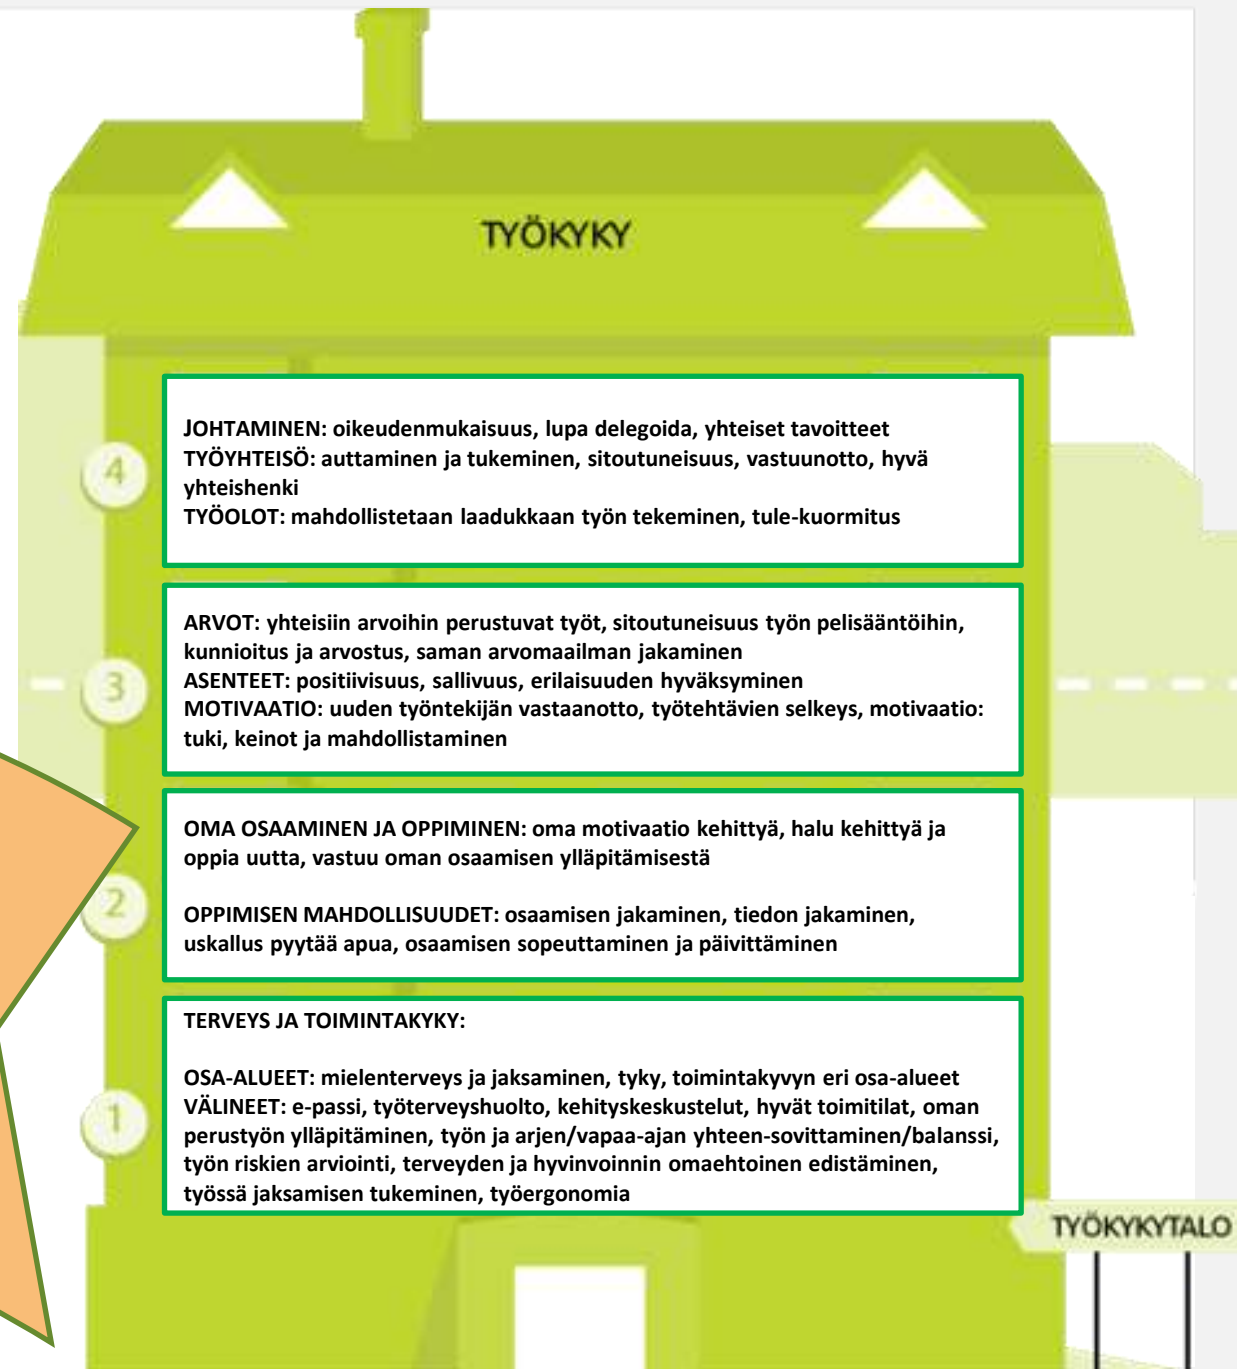 TYÖKYKY
4
JOHTAMINEN: oikeudenmukaisuus, lupa delegoida, yhteiset tavoitteet
TYÖYHTEISÖ: auttaminen ja tukeminen, sitoutuneisuus, vastuunotto, hyvä
yhteishenki
TYÖOLOT: mahdollistetaan laadukkaan työn tekeminen, tule-kuormitus
3
ARVOT: yhteisiin arvoihin perustuvat työt, sitoutuneisuus työn pelisääntöihin,
kunnioitus ja arvostus, saman arvomaailman jakaminen
ASENTEET: positiivisuus, sallivuus, erilaisuuden hyväksyminen
MOTIVAATIO: uuden työntekijän vastaanotto, työtehtävien selkeys, motivaatio:
tuki, keinot ja mahdollistaminen
2
OMA OSAAMINEN JA OPPIMINEN: oma motivaatio kehittyä, halu kehittyä ja
oppia uutta, vastuu oman osaamisen ylläpitämisestä
OPPIMISEN MAHDOLLISUUDET: osaamisen jakaminen, tiedon jakaminen,
uskallus pyytää apua, osaamisen sopeuttaminen ja päivittäminen
1
TERVEYS JA TOIMINTAKYKY:
OSA-ALUEET: mielenterveys ja jaksaminen, tyky, toimintakyvyn eri osa-alueet
VÄLINEET: e-passi, työterveyshuolto, kehityskeskustelut, hyvät toimitilat, oman
perustyön ylläpitäminen, työn ja arjen/vapaa-ajan yhteen-sovittaminen/balanssi,
työn riskien arviointi, terveyden ja hyvinvoinnin omaehtoinen edistäminen,
työssä jaksamisen tukeminen, työergonomia
TYÖKYKYTALO